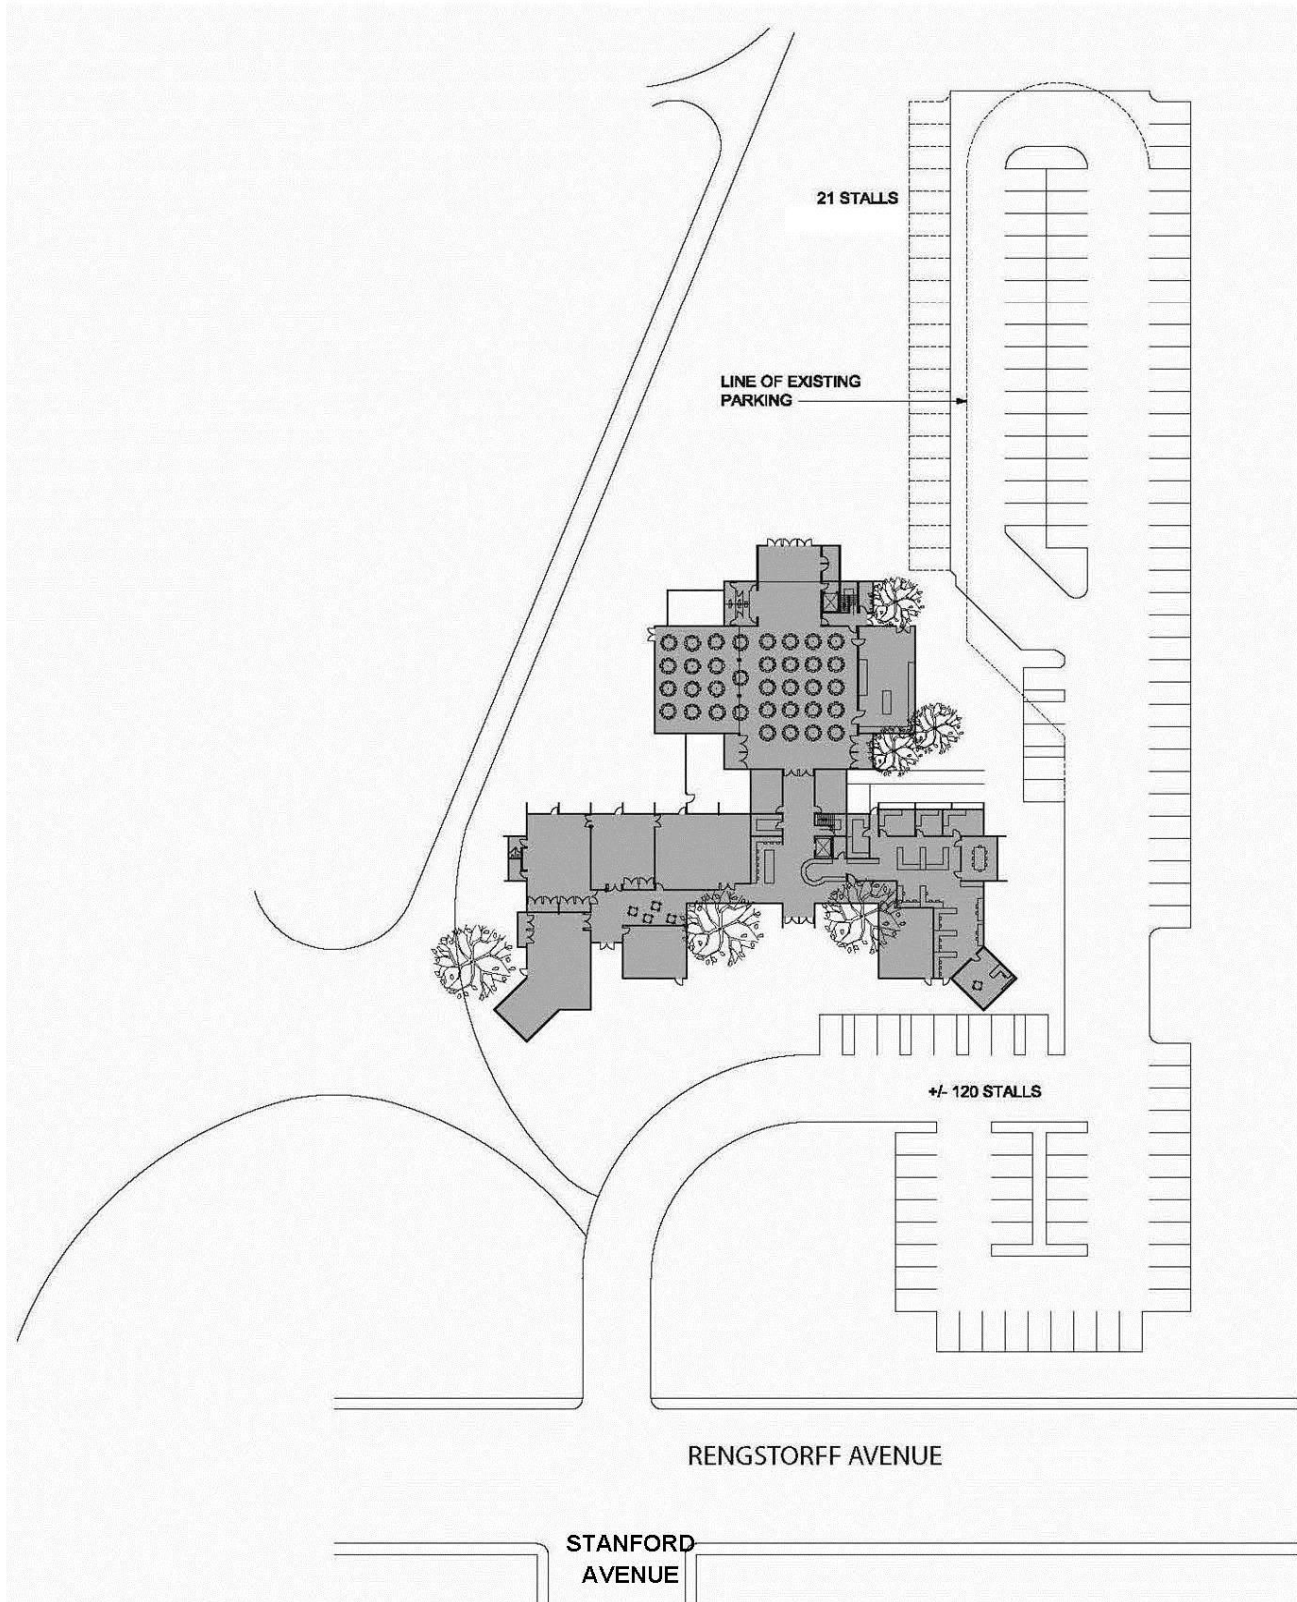 21 STALLS
LINE OF EXISTING
PARKING
+/- 120 STALLS
RENGSTORFF AVENUE
STANFORD
AVENUE